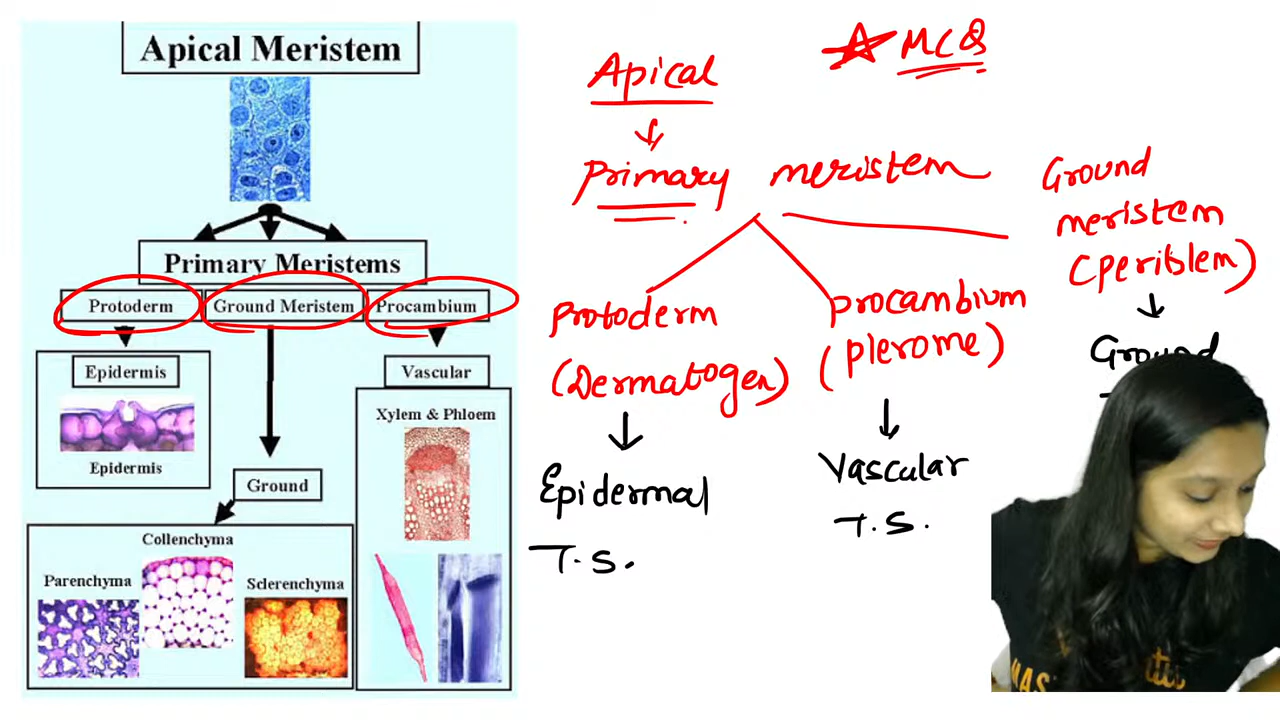 Apical Meristem
Primary Meristems
Protoderm
Ground Meristem
Procambium
Epidermis
Vascular
Xylem & Phloem
Epidermis
Ground
Collenchyma
Parenchyma
Sclerenchyma
MCQ
Apical
Primary meristem
Protoderm
(Dermatogen)
Epidermal
T.S.
procambium
(plerome)
Vascular
T.S.
Ground
meristem
(periblem)
Ground